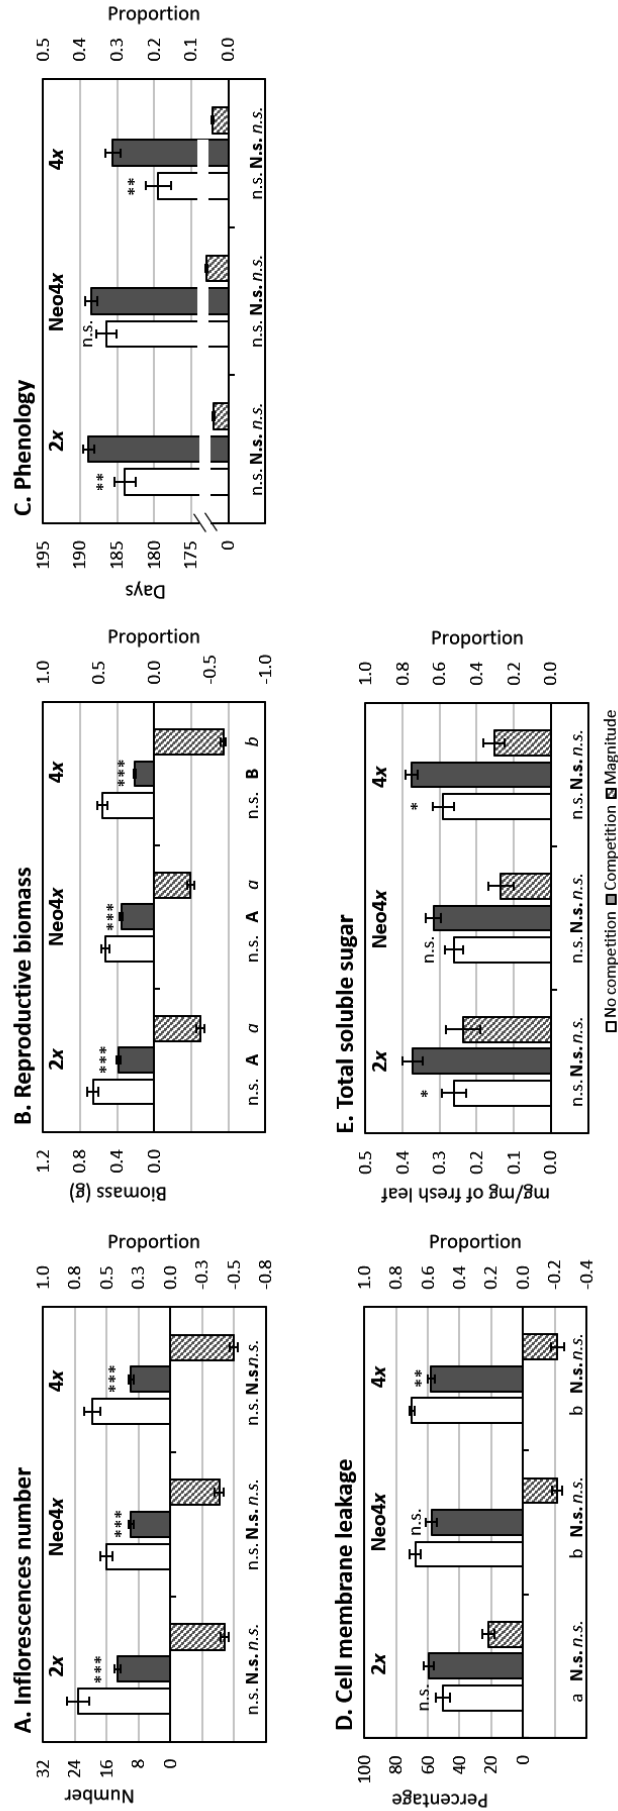 A. Inflorescences number
Number
32
24
16
8
0
2x
Neo4x
4x
***
***
***
n.s. N.s. n.s.
n.s. N.s. n.s.
n.s. N.s n.s.
1.0
0.8
0.5
0.3
0.0
-0.3
-0.5
-0.8
Proportion
B. Reproductive biomass
Biomass (g)
1.2
0.8
0.4
0.0
2x
Neo4x
4x
***
***
***
n.s. A a
n.s. A a
n.s. B b
1.0
0.5
0.0
-0.5
-1.0
Proportion
C. Phenology
Days
195
190
185
180
175
0
2x
Neo4x
4x
**
n.s.
**
n.s. N.s. n.s.
n.s. N.s. n.s.
n.s. N.s. n.s.
0.5
0.4
0.3
0.2
0.1
0.0
Proportion
D. Cell membrane leakage
Percentage
100
80
60
40
20
0
2x
Neo4x
4x
n.s.
n.s.
**
a N.s. n.s.
b N.s. n.s.
b N.s. n.s.
1.0
0.8
0.6
0.4
0.2
0.0
-0.2
-0.4
Proportion
E. Total soluble sugar
mg/mg of fresh leaf
0.5
0.4
0.3
0.2
0.1
0.0
2x
Neo4x
4x
*
n.s.
*
n.s. N.s. n.s.
n.s. N.s. n.s.
n.s. N.s. n.s.
1.0
0.8
0.6
0.4
0.2
0.0
Proportion
No competition Competition Magnitude